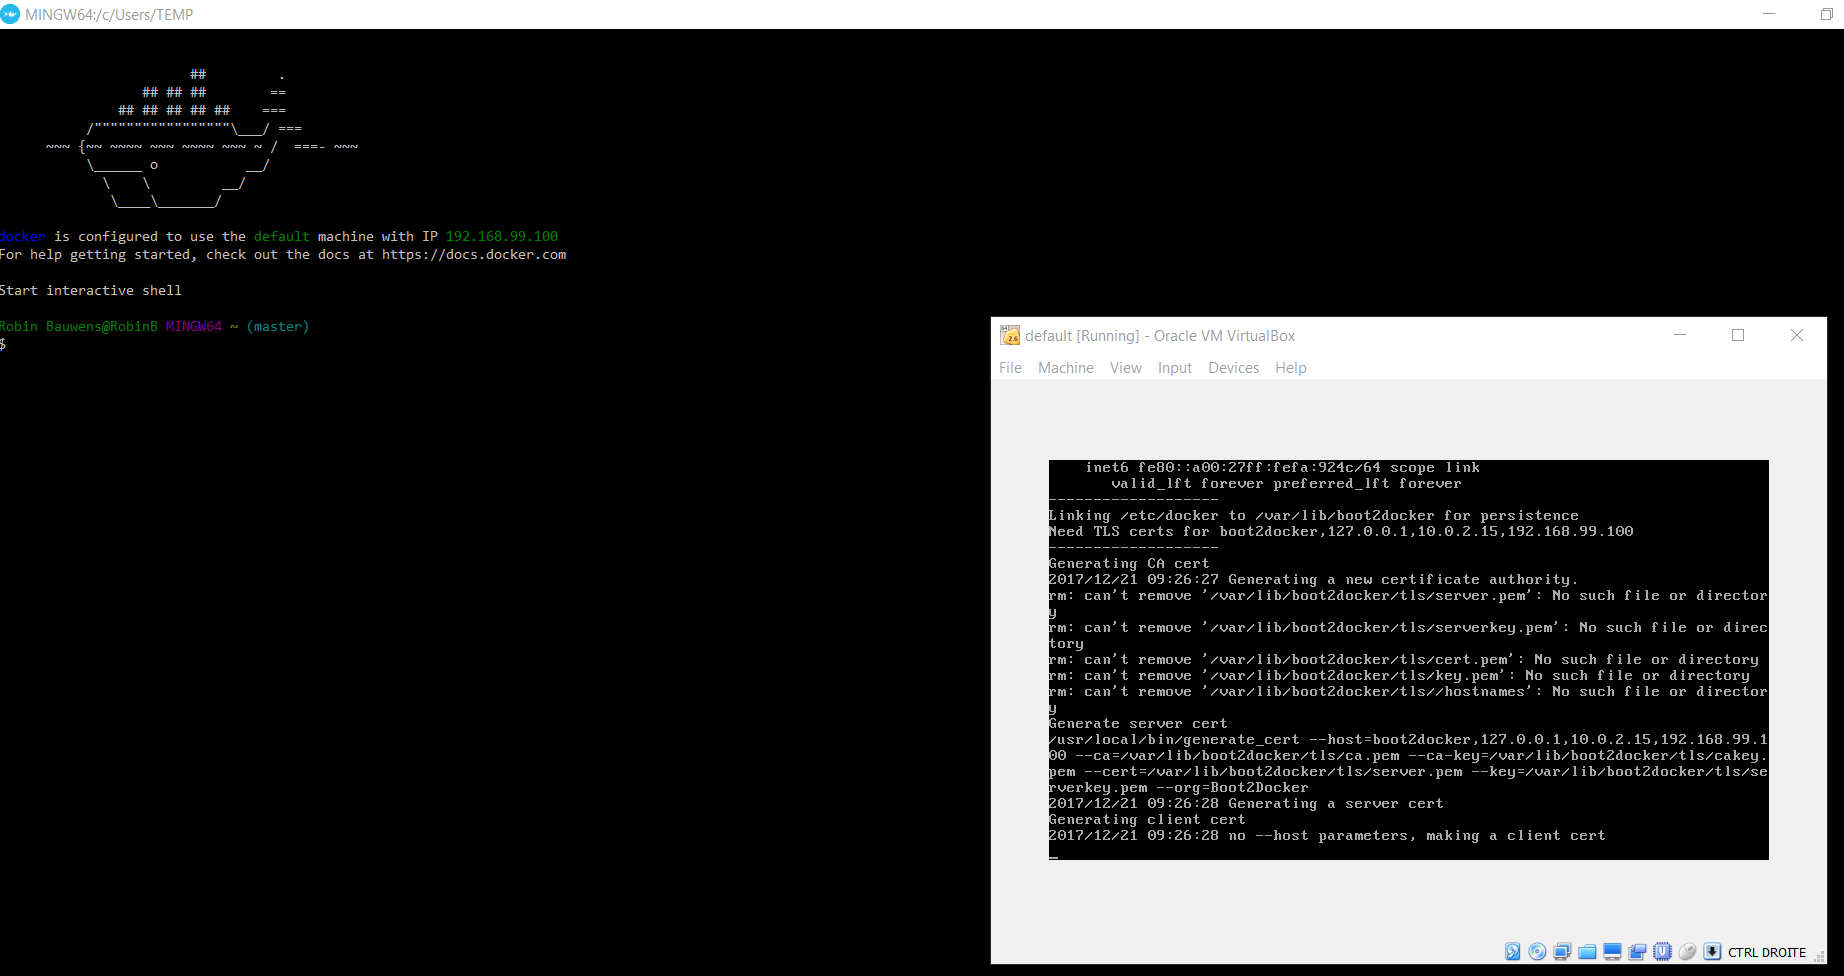 MINGW64:/c/Users/TEMP
                        ##         .
                  ## ## ##        ==
               ## ## ## ## ##    ===
           /"""""""""""""""""\___/ ===
      ~~~ {~~ ~~~~ ~~~ ~~~~ ~~~ ~ /  ===- ~~~
           \______ o           __/
             \    \         __/
              \____\_______/
docker is configured to use the default machine with IP 192.168.99.100
For help getting started, check out the docs at https://docs.docker.com
Start interactive shell
Robin Bauwens@RobinB MINGW64 ~ (master)
$
default [Running] - Oracle VM VirtualBox
File Machine View Input Devices Help
inet6 fe80::a00:27ff:fefa:924c/64 scope link
valid_lft forever preferred_lft forever
-------------------
Linking /etc/docker to /var/lib/boot2docker for persistence
Need TLS certs for boot2docker,127.0.0.1,10.0.2.15,192.168.99.100
-------------------
Generating CA cert
2017/12/21 09:26:27 Generating a new certificate authority.
rm: can't remove '/var/lib/boot2docker/tls/server.pem': No such file or director
y
rm: can't remove '/var/lib/boot2docker/tls/serverkey.pem': No such file or direc
tory
rm: can't remove '/var/lib/boot2docker/tls/cert.pem': No such file or directory
rm: can't remove '/var/lib/boot2docker/tls/key.pem': No such file or directory
rm: can't remove '/var/lib/boot2docker/tls//hostnames': No such file or director
y
Generate server cert
/usr/local/bin/generate_cert --host=boot2docker,127.0.0.1,10.0.2.15,192.168.99.1
00 --ca=/var/lib/boot2docker/tls/ca.pem --ca-key=/var/lib/boot2docker/tls/cakey.
pem --cert=/var/lib/boot2docker/tls/server.pem --key=/var/lib/boot2docker/tls/se
rverkey.pem --org=Boot2Docker
2017/12/21 09:26:28 Generating a server cert
Generating client cert
2017/12/21 09:26:28 no --host parameters, making a client cert
_
CTRL DROITE